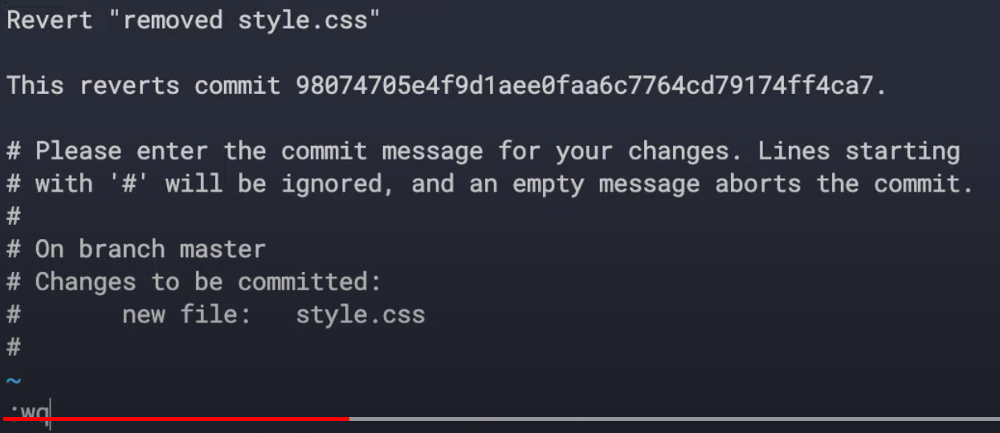 Revert "removed style.css"
This reverts commit 98074705e4f9d1aee0faa6c7764cd79174ff4ca7.
# Please enter the commit message for your changes. Lines starting
# with '#' will be ignored, and an empty message aborts the commit.
#
# On branch master
# Changes to be committed:
#       new file:   style.css
#
~
:wq